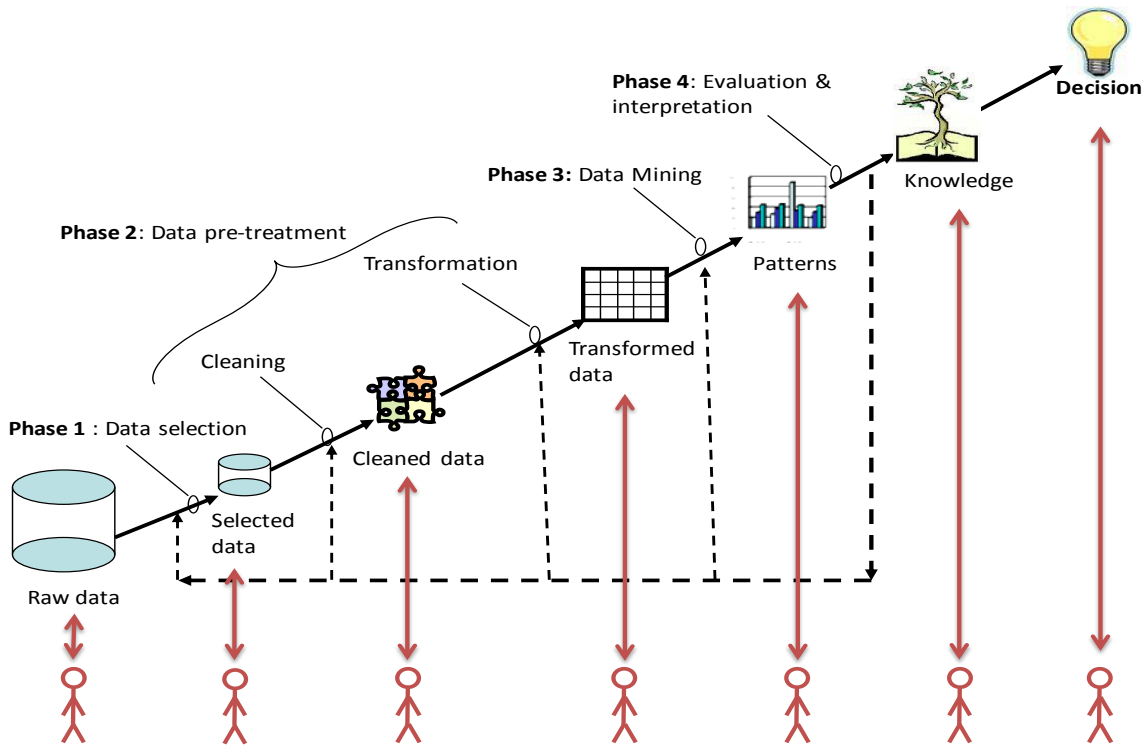 Phase 4: Evaluation &
interpretation
Decision
Phase 3: Data Mining
Knowledge
Phase 2: Data pre-treatment
Transformation
Patterns
Cleaning
Transformed
data
Phase 1 : Data selection
Cleaned data
Selected
data
Raw data